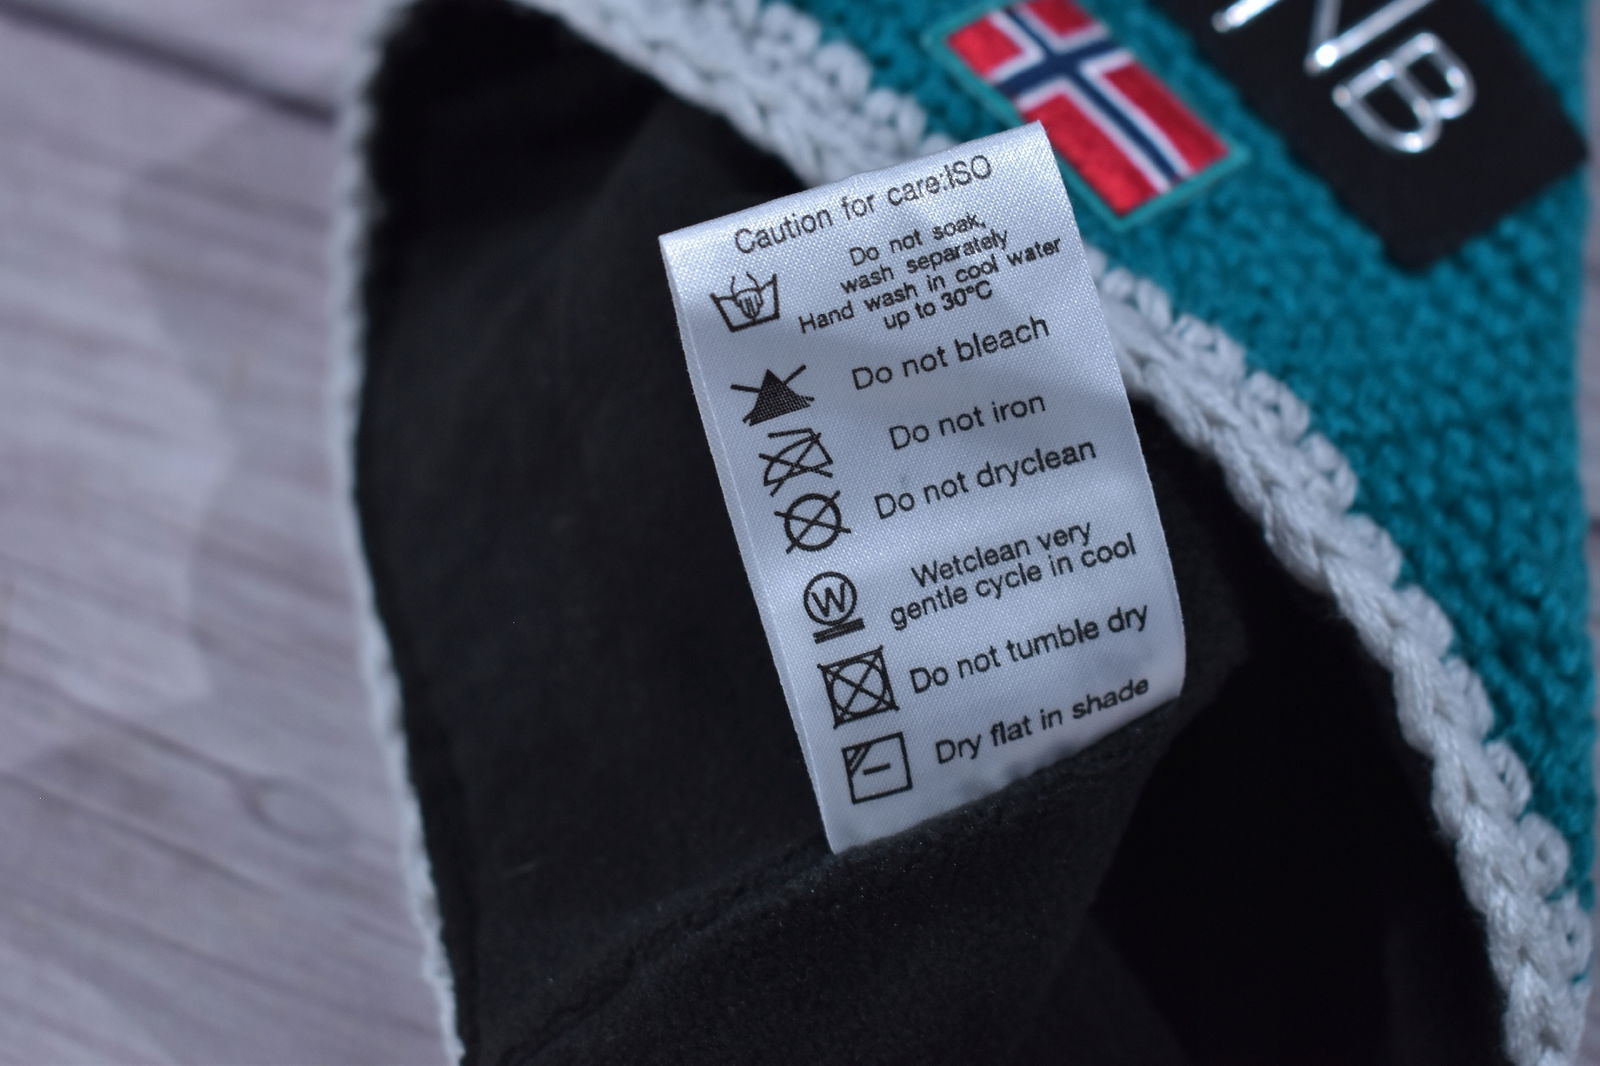 NB
Caution for care:ISO
Do not soak,
wash separately
Hand wash in cool water
up to 30°C
Do not bleach
Do not iron
Do not dryclean
W
Wetclean very
gentle cycle in cool
Do not tumble dry
Dry flat in shade